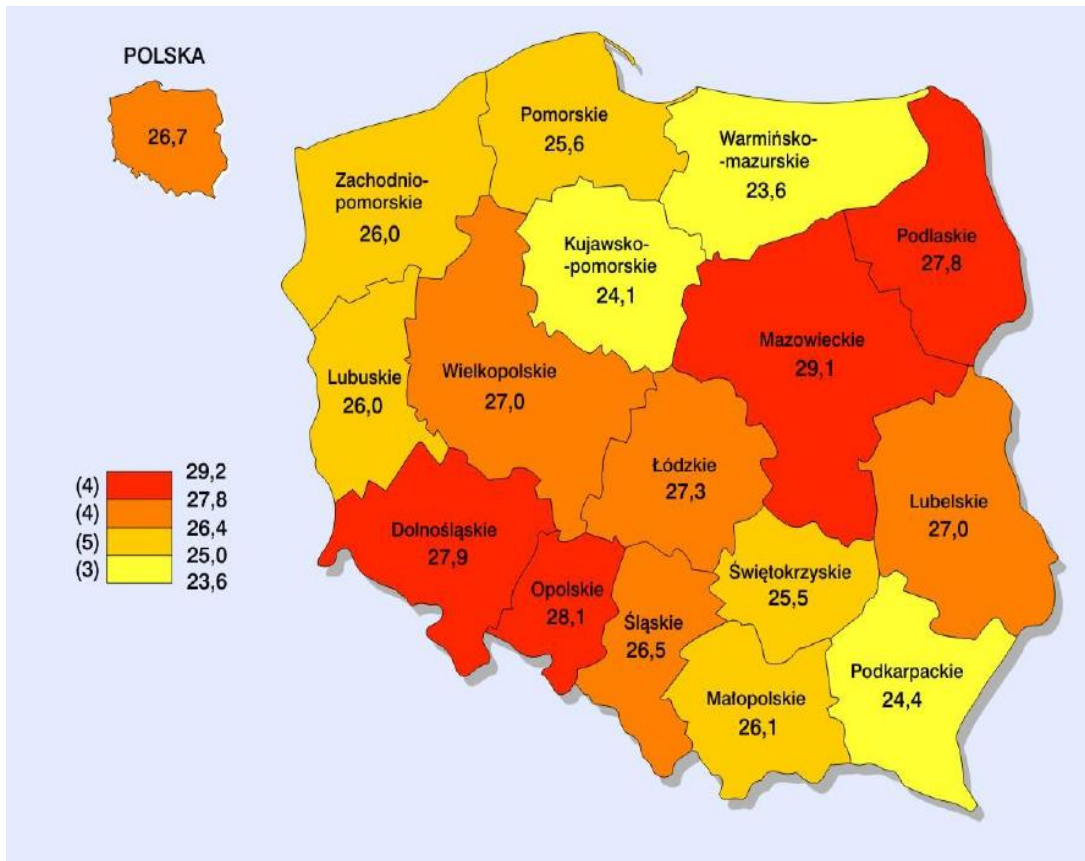 POLSKA
26,7
Pomorskie
25,6
Warmińsko-
-mazurskie
23,6
Zachodnio-
pomorskie
26,0
Kujawsko-
-pomorskie
24,1
Podlaskie
27,8
Mazowieckie
29,1
Lubuskie
26,0
Wielkopolskie
27,0
Łódzkie
27,3
Lubelskie
27,0
Dolnośląskie
27,9
Opolskie
28,1
Śląskie
26,5
Świętokrzyskie
25,5
Małopolskie
26,1
Podkarpackie
24,4
29,2
(4)
27,8
(4)
26,4
(5)
25,0
(3)
23,6